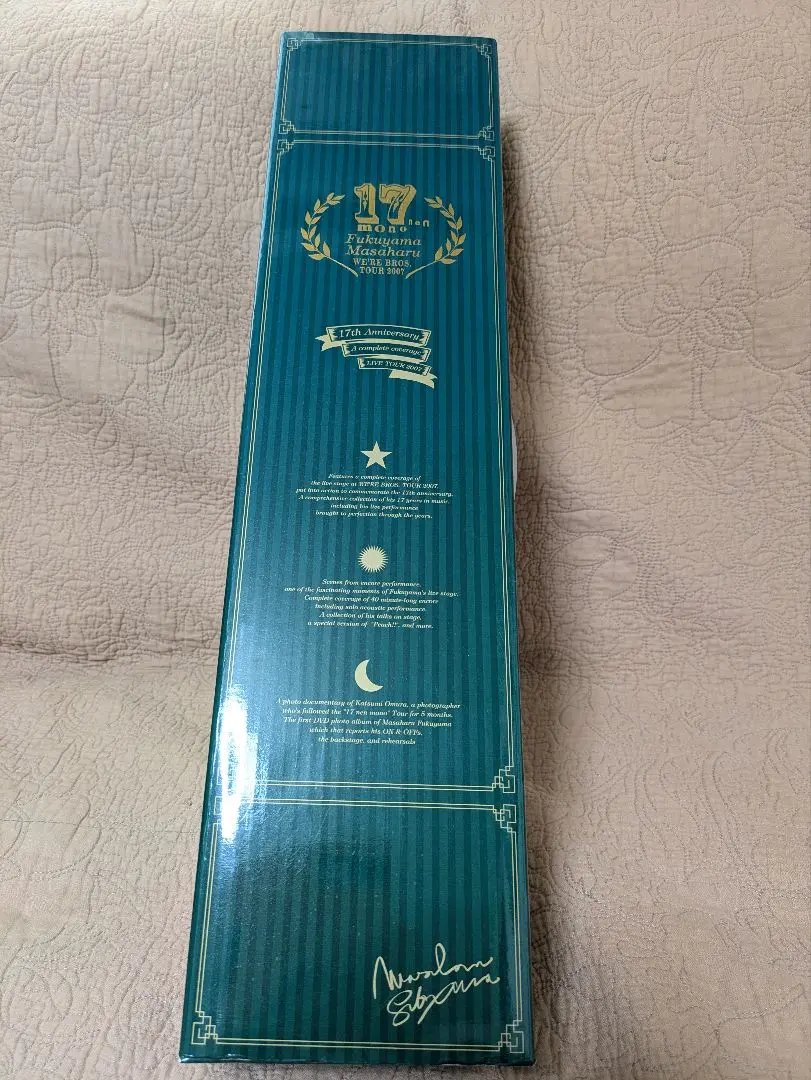 17
nen
mono
Fukuyama
Masaharu
WE'RE BROS.
TOUR 2007
17th Anniversary
A complete coverage
LIVE TOUR 2007
Features a complete coverage of
the live stage at WE'RE BROS. TOUR 2007
put into action to commemorate the 17th anniversary.
A comprehensive collection of his 17 years in music,
including his live performance
brought to perfection through the years.
Scenes from encore performance,
one of the fascinating moments of Fukuyama's live stage.
Complete coverage of 40 minute-long encore
including solo acoustic performance.
A collection of his talks on stage,
a special version of "Peach!!", and more.
A photo documentary of Katsumi Omura, a photographer
who's followed the "17 nen mono" Tour for 5 months.
The first DVD photo album of Masaharu Fukuyama
which that reports his ON & OFFs,
the backstage, and rehearsals